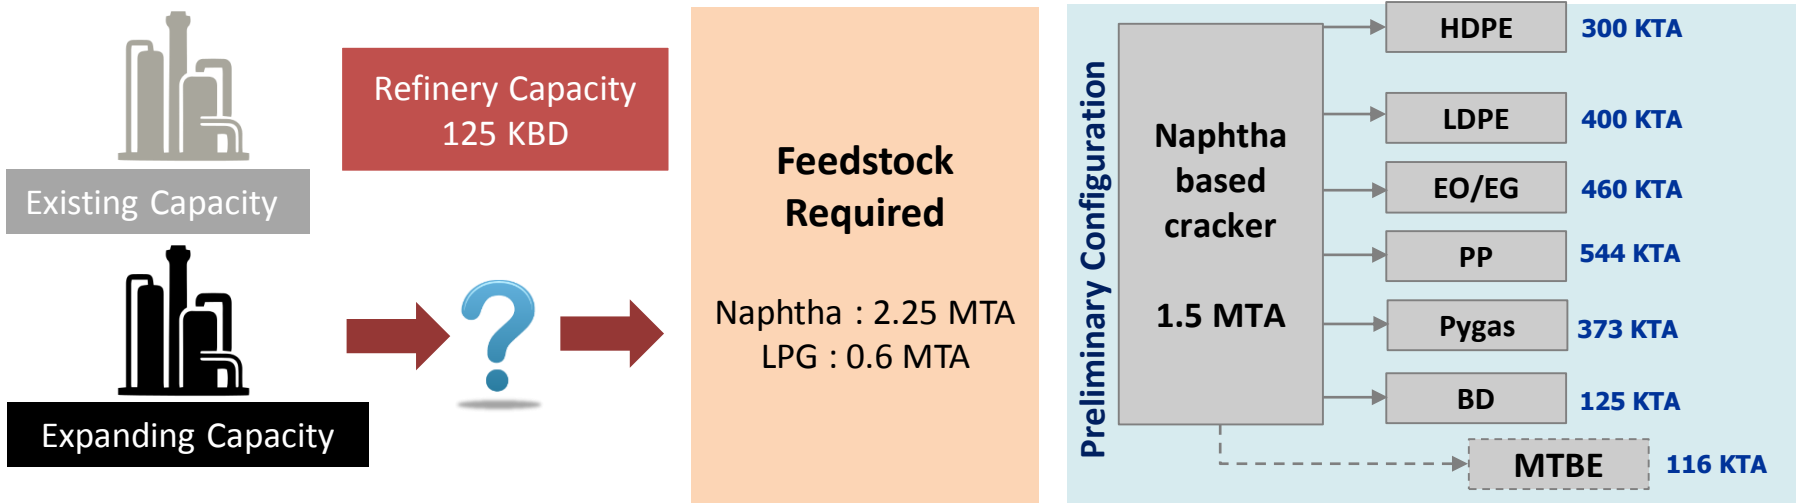 Existing Capacity
Expanding Capacity
Refinery Capacity
125 KBD
?
Feedstock
Required
Naphtha : 2.25 MTA
LPG : 0.6 MTA
Preliminary Configuration
Naphtha
based
cracker
1.5 MTA
HDPE 300 KTA
LDPE 400 KTA
EO/EG 460 KTA
PP 544 KTA
Pygas 373 KTA
BD 125 KTA
MTBE 116 KTA